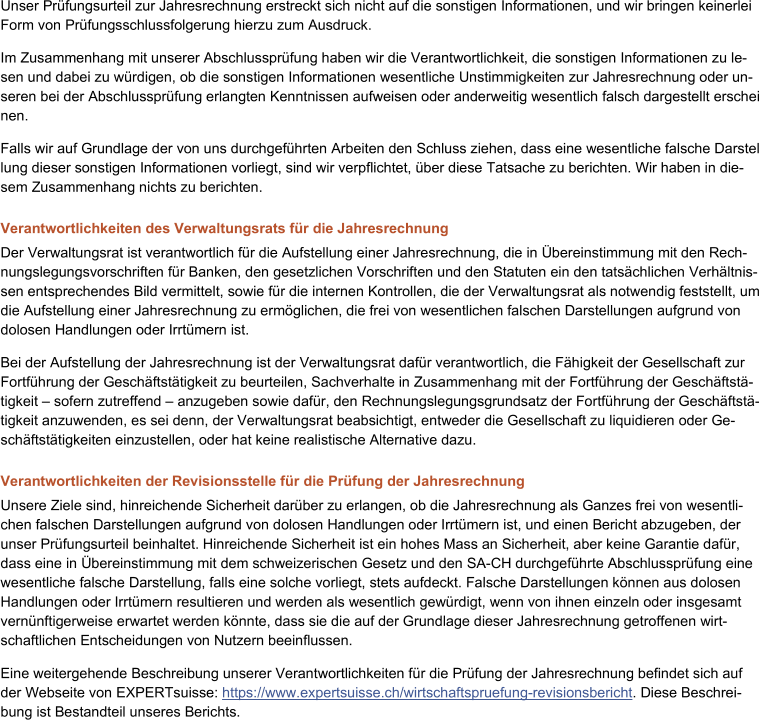 Unser Prüfungsurteil zur Jahresrechnung erstreckt sich nicht auf die sonstigen Informationen, und wir bringen keinerlei
Form von Prüfungsschlussfolgerung hierzu zum Ausdruck.
Im Zusammenhang mit unserer Abschlussprüfung haben wir die Verantwortlichkeit, die sonstigen Informationen zu le-
sen und dabei zu würdigen, ob die sonstigen Informationen wesentliche Unstimmigkeiten zur Jahresrechnung oder un-
seren bei der Abschlussprüfung erlangten Kenntnissen aufweisen oder anderweitig wesentlich falsch dargestellt erschei
nen.
Falls wir auf Grundlage der von uns durchgeführten Arbeiten den Schluss ziehen, dass eine wesentliche falsche Darstel
lung dieser sonstigen Informationen vorliegt, sind wir verpflichtet, über diese Tatsache zu berichten. Wir haben in die-
sem Zusammenhang nichts zu berichten.
Verantwortlichkeiten des Verwaltungsrats für die Jahresrechnung
Der Verwaltungsrat ist verantwortlich für die Aufstellung einer Jahresrechnung, die in Übereinstimmung mit den Rech-
nungslegungsvorschriften für Banken, den gesetzlichen Vorschriften und den Statuten ein den tatsächlichen Verhältnis-
sen entsprechendes Bild vermittelt, sowie für die internen Kontrollen, die der Verwaltungsrat als notwendig feststellt, um
die Aufstellung einer Jahresrechnung zu ermöglichen, die frei von wesentlichen falschen Darstellungen aufgrund von
dolosen Handlungen oder Irrtümern ist.
Bei der Aufstellung der Jahresrechnung ist der Verwaltungsrat dafür verantwortlich, die Fähigkeit der Gesellschaft zur
Fortführung der Geschäftstätigkeit zu beurteilen, Sachverhalte in Zusammenhang mit der Fortführung der Geschäftstä-
tigkeit – sofern zutreffend – anzugeben sowie dafür, den Rechnungslegungsgrundsatz der Fortführung der Geschäftstä-
tigkeit anzuwenden, es sei denn, der Verwaltungsrat beabsichtigt, entweder die Gesellschaft zu liquidieren oder Ge-
schäftstätigkeiten einzustellen, oder hat keine realistische Alternative dazu.
Verantwortlichkeiten der Revisionsstelle für die Prüfung der Jahresrechnung
Unsere Ziele sind, hinreichende Sicherheit darüber zu erlangen, ob die Jahresrechnung als Ganzes frei von wesentli-
chen falschen Darstellungen aufgrund von dolosen Handlungen oder Irrtümern ist, und einen Bericht abzugeben, der
unser Prüfungsurteil beinhaltet. Hinreichende Sicherheit ist ein hohes Mass an Sicherheit, aber keine Garantie dafür,
dass eine in Übereinstimmung mit dem schweizerischen Gesetz und den SA-CH durchgeführte Abschlussprüfung eine
wesentliche falsche Darstellung, falls eine solche vorliegt, stets aufdeckt. Falsche Darstellungen können aus dolosen
Handlungen oder Irrtümern resultieren und werden als wesentlich gewürdigt, wenn von ihnen einzeln oder insgesamt
vernünftigerweise erwartet werden könnte, dass sie die auf der Grundlage dieser Jahresrechnung getroffenen wirt-
schaftlichen Entscheidungen von Nutzern beeinflussen.
Eine weitergehende Beschreibung unserer Verantwortlichkeiten für die Prüfung der Jahresrechnung befindet sich auf
der Webseite von EXPERTsuisse: https://www.expertsuisse.ch/wirtschaftspruefung-revisionsbericht. Diese Beschrei-
bung ist Bestandteil unseres Berichts.